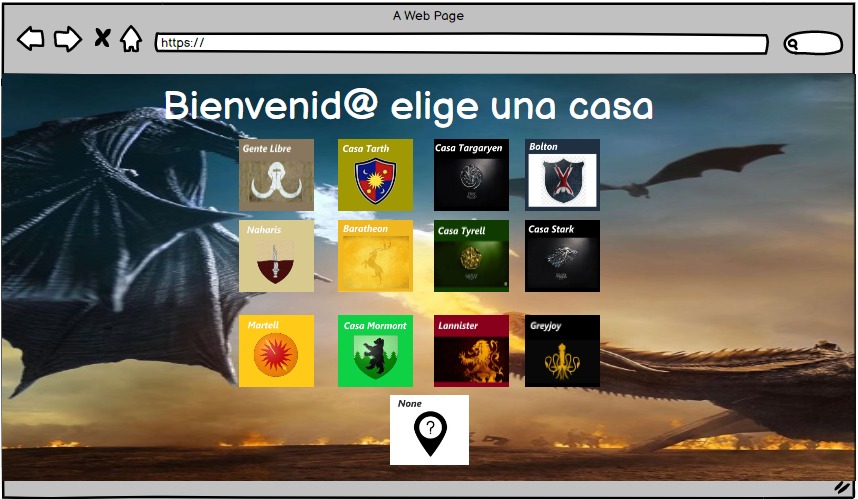 A Web Page
https://
Bienvenid@ elige una casa
Gente Libre
Casa Tarth
Casa Targaryen
Bolton
Naharis
Baratheon
Casa Tyrell
Casa Stark
Martell
Casa Mormont
Lannister
Greyjoy
None
?